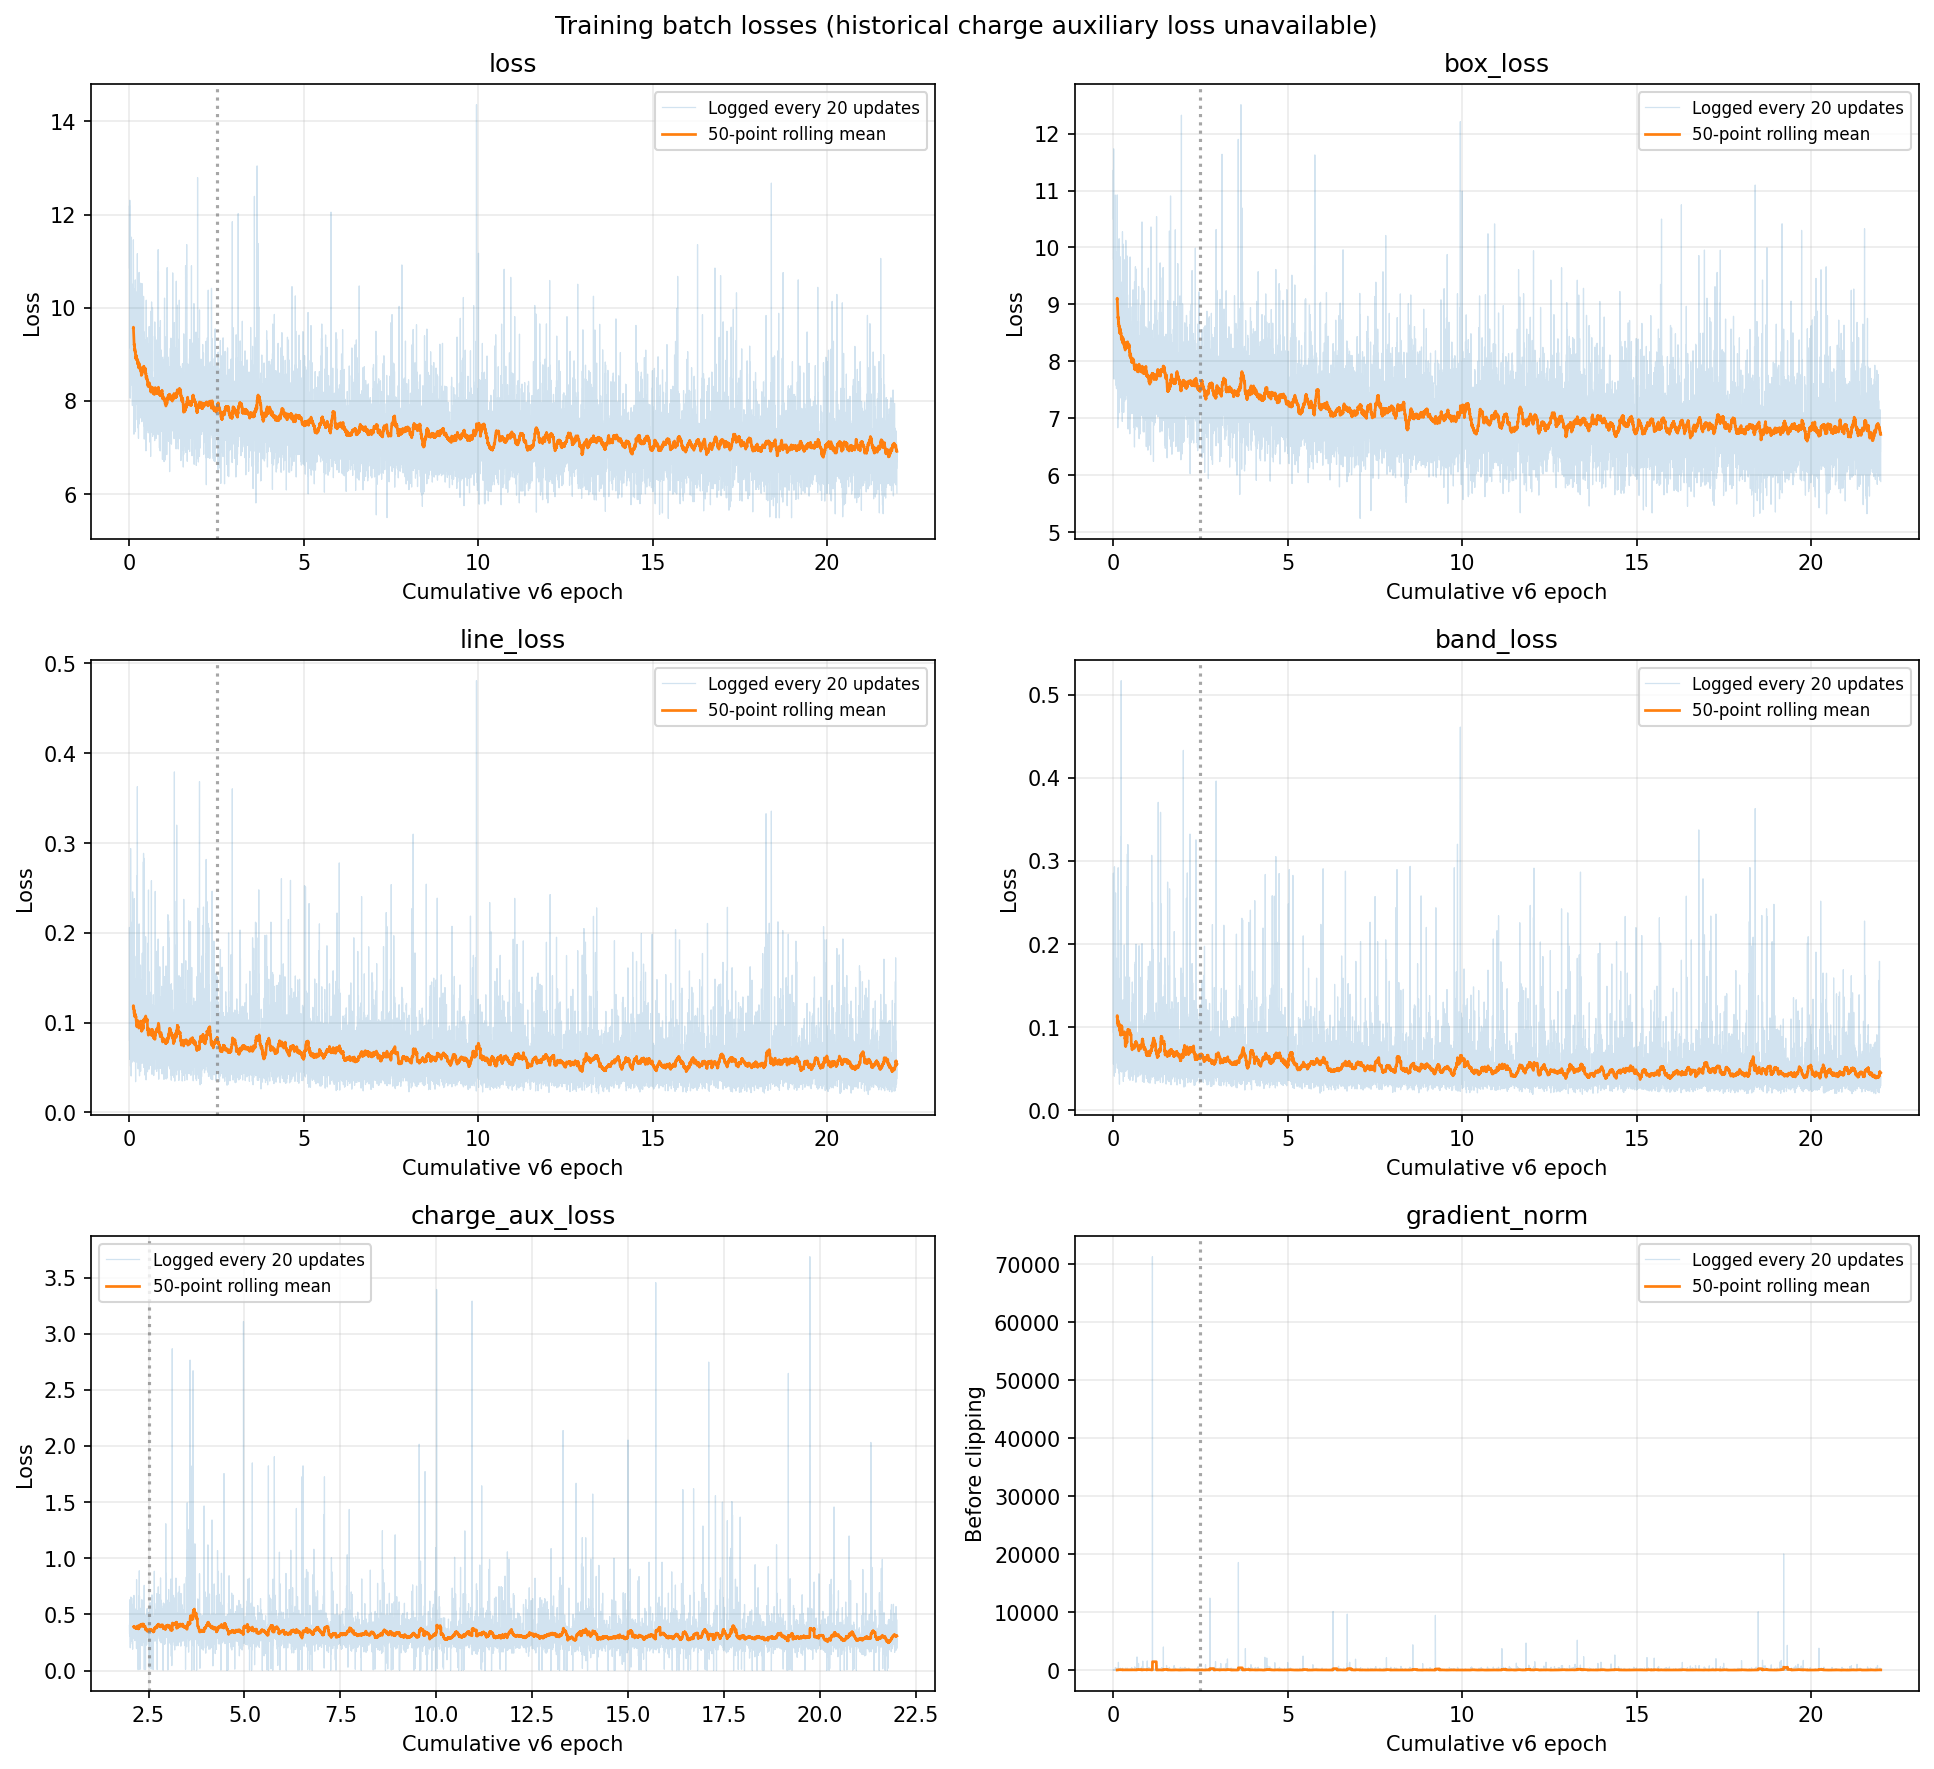 Training batch losses (historical charge auxiliary loss unavailable)
loss
Logged every 20 updates
50-point rolling mean
14
12
10
8
6
Loss
0 5 10 15 20
Cumulative v6 epoch
box_loss
Logged every 20 updates
50-point rolling mean
12
11
10
9
8
7
6
5
Loss
0 5 10 15 20
Cumulative v6 epoch
line_loss
Logged every 20 updates
50-point rolling mean
0.5
0.4
0.3
0.2
0.1
0.0
Loss
0 5 10 15 20
Cumulative v6 epoch
band_loss
Logged every 20 updates
50-point rolling mean
0.5
0.4
0.3
0.2
0.1
0.0
Loss
0 5 10 15 20
Cumulative v6 epoch
charge_aux_loss
Logged every 20 updates
50-point rolling mean
3.5
3.0
2.5
2.0
1.5
1.0
0.5
0.0
Loss
2.5 5.0 7.5 10.0 12.5 15.0 17.5 20.0 22.5
Cumulative v6 epoch
gradient_norm
Logged every 20 updates
50-point rolling mean
70000
60000
50000
40000
30000
20000
10000
0
Before clipping
0 5 10 15 20
Cumulative v6 epoch